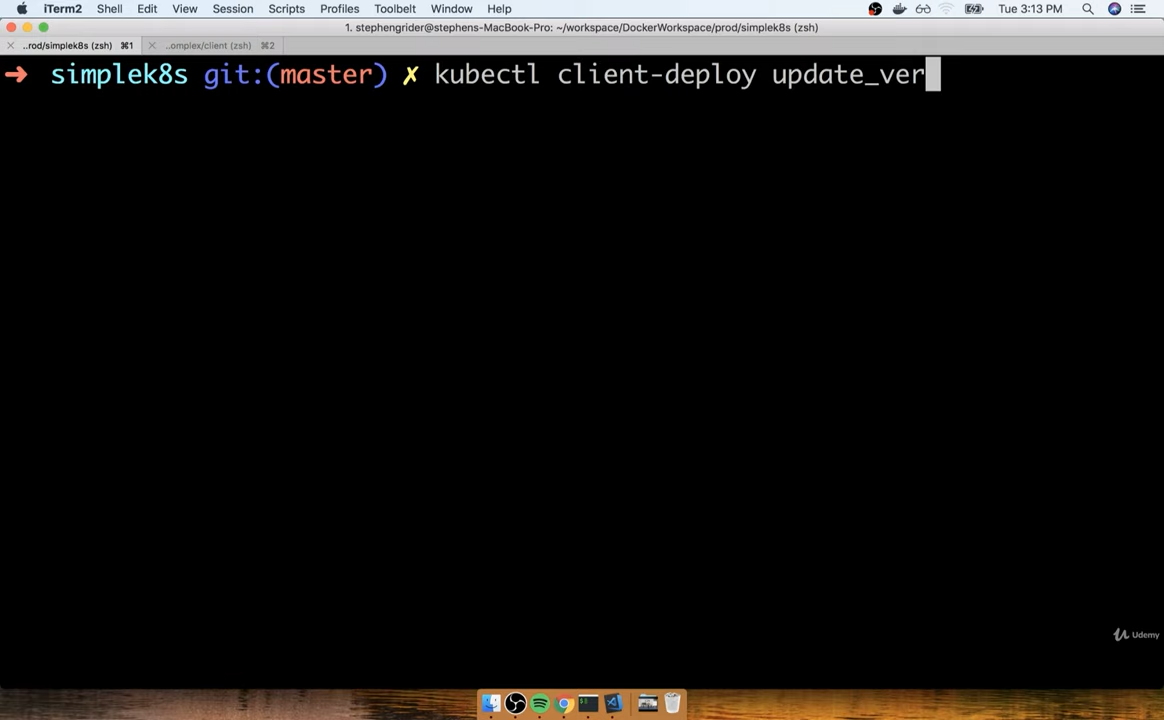 iTerm2 Shell Edit View Session Scripts Profiles Toolbelt Window Help Tue 3:13 PM
1. stephengrider@stephens-MacBook-Pro: ~/workspace/DockerWorkspace/prod/simplek8s (zsh)
..rod/simplek8s (zsh) ⌘1 ..omplex/client (zsh) ⌘2
➜ simplek8s git:(master) ✗ kubectl client-deploy update_ver
Udemy